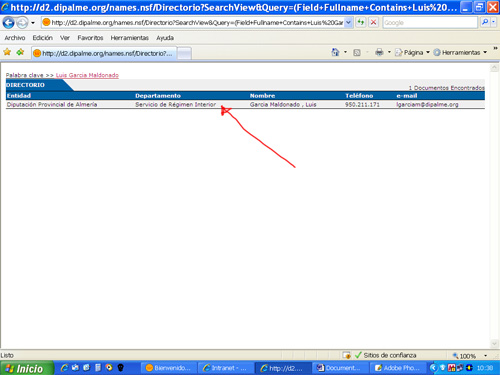 http://d2.dipalme.org/names.nsf/Directorio?SearchView&Query=(Field+Fullname+Contains+Luis%20...
http://d2.dipalme.org/names.nsf/Directorio?SearchView&Query=(Field+Fullname+Contains+Luis%20Gar
Google
Archivo Edición Ver Favoritos Herramientas Ayuda
http://d2.dipalme.org/names.nsf/Directorio?...
Página
Herramientas
Palabra clave >> Luis Garcia Maldonado
DIRECTORIO
1 Documentos Encontrados
Entidad Departamento Nombre Teléfono e-mail
Diputación Provincial de Almería Servicio de Régimen Interior Garcia Maldonado , Luis 950.211.171 lgarciam@dipalme.org
Listo Sitios de confianza 100%
Inicio Bienvenido... Intranet - ... http://d2.... Document... Adobe Pho... 10:38